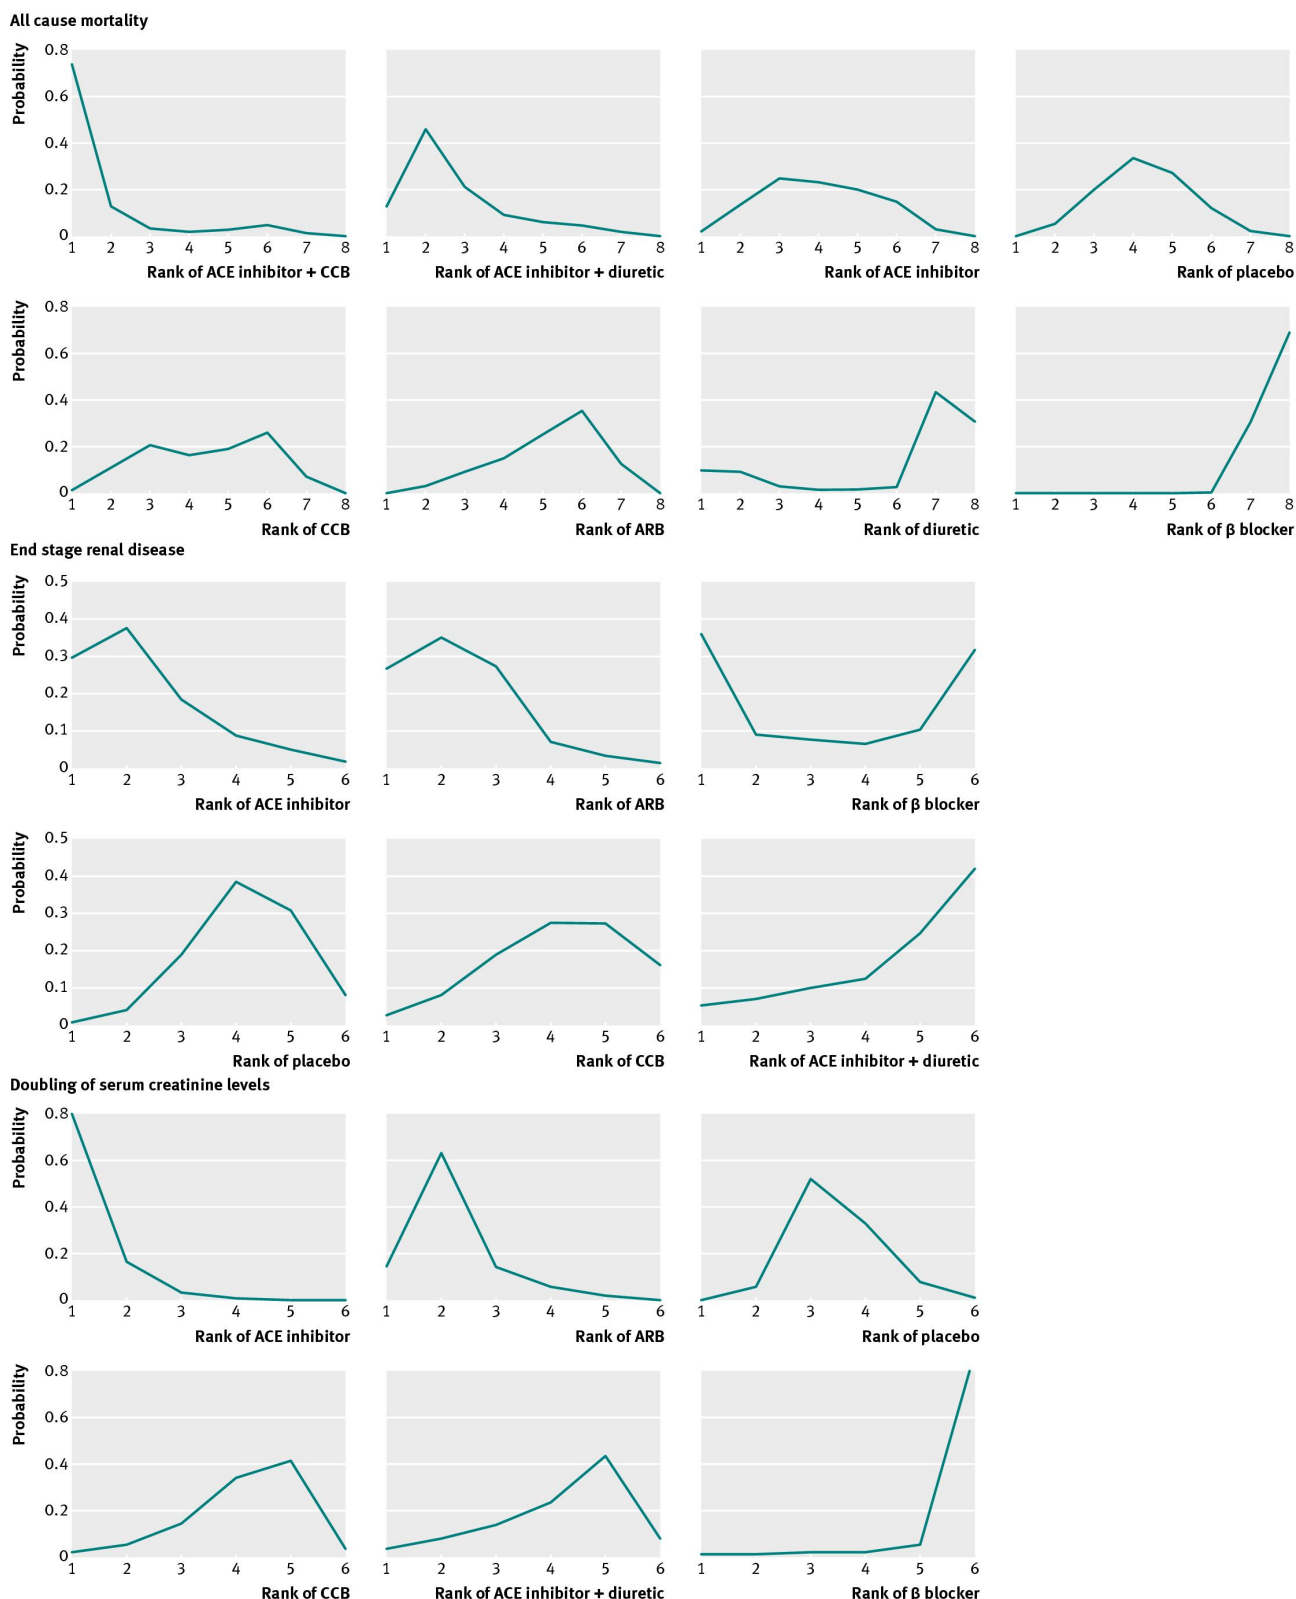 All cause mortality
Probability
0.8
0.6
0.4
0.2
0
1 2 3 4 5 6 7 8
Rank of ACE inhibitor + CCB
1 2 3 4 5 6 7 8
Rank of ACE inhibitor + diuretic
1 2 3 4 5 6 7 8
Rank of ACE inhibitor
1 2 3 4 5 6 7 8
Rank of placebo
Probability
0.8
0.6
0.4
0.2
0
1 2 3 4 5 6 7 8
Rank of CCB
1 2 3 4 5 6 7 8
Rank of ARB
1 2 3 4 5 6 7 8
Rank of diuretic
1 2 3 4 5 6 7 8
Rank of β blocker
End stage renal disease
Probability
0.5
0.4
0.3
0.2
0.1
0
1 2 3 4 5 6
Rank of ACE inhibitor
1 2 3 4 5 6
Rank of ARB
1 2 3 4 5 6
Rank of β blocker
Probability
0.5
0.4
0.3
0.2
0.1
0
1 2 3 4 5 6
Rank of placebo
1 2 3 4 5 6
Rank of CCB
1 2 3 4 5 6
Rank of ACE inhibitor + diuretic
Doubling of serum creatinine levels
Probability
0.8
0.6
0.4
0.2
0
1 2 3 4 5 6
Rank of ACE inhibitor
1 2 3 4 5 6
Rank of ARB
1 2 3 4 5 6
Rank of placebo
Probability
0.8
0.6
0.4
0.2
0
1 2 3 4 5 6
Rank of CCB
1 2 3 4 5 6
Rank of ACE inhibitor + diuretic
1 2 3 4 5 6
Rank of β blocker